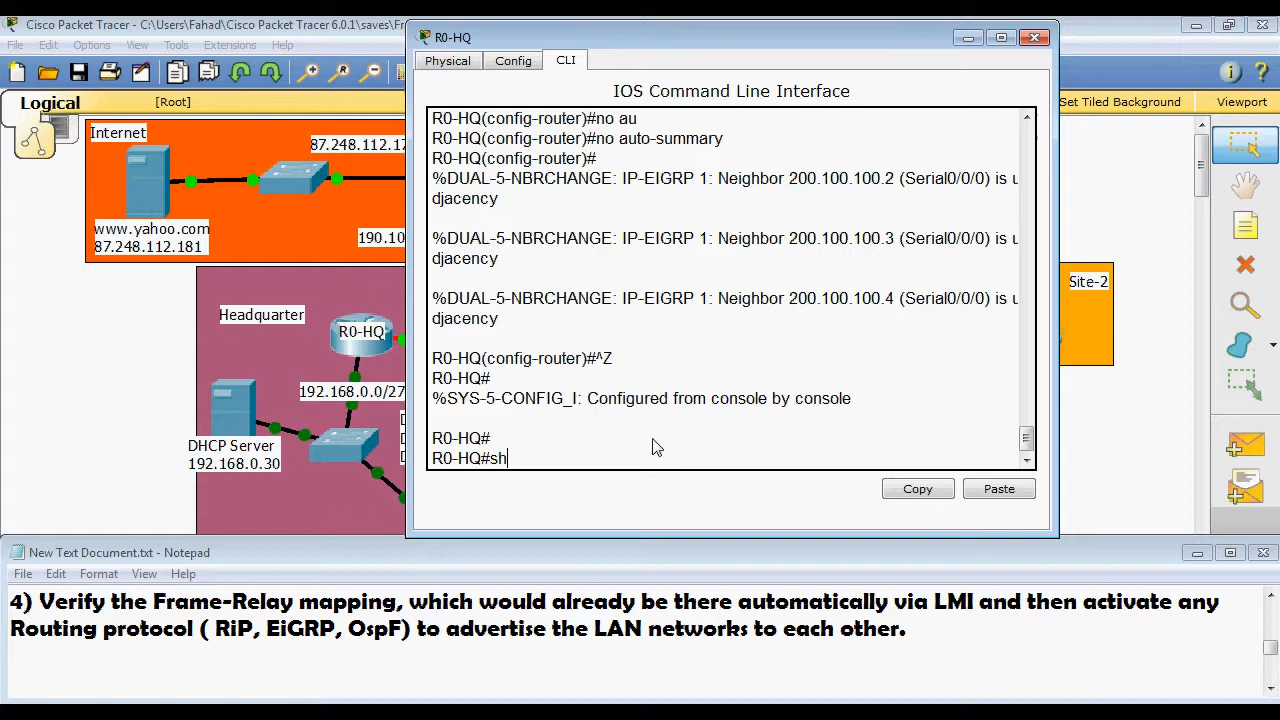 Cisco Packet Tracer - C:\Users\Fahad\Cisco Packet Tracer 6.0.1\saves\Fr
File Edit Options View Tools Extensions Help
Logical
[Root]
Set Tiled Background
Viewport
R0-HQ
Physical Config CLI
IOS Command Line Interface
R0-HQ(config-router)#no au
R0-HQ(config-router)#no auto-summary
R0-HQ(config-router)#
%DUAL-5-NBRCHANGE: IP-EIGRP 1: Neighbor 200.100.100.2 (Serial0/0/0) is u
djacency
%DUAL-5-NBRCHANGE: IP-EIGRP 1: Neighbor 200.100.100.3 (Serial0/0/0) is u
djacency
%DUAL-5-NBRCHANGE: IP-EIGRP 1: Neighbor 200.100.100.4 (Serial0/0/0) is u
djacency
R0-HQ(config-router)#^Z
R0-HQ#
%SYS-5-CONFIG_I: Configured from console by console
R0-HQ#
R0-HQ#sh
Copy Paste
Internet
87.248.112.17
www.yahoo.com
87.248.112.181
190.10
Headquarter
R0-HQ
192.168.0.0/27
DHCP Server
192.168.0.30
Site-2
New Text Document.txt - Notepad
File Edit Format View Help
4) Verify the Frame-Relay mapping, which would already be there automatically via LMI and then activate any
Routing protocol ( RiP, EiGRP, OspF) to advertise the LAN networks to each other.